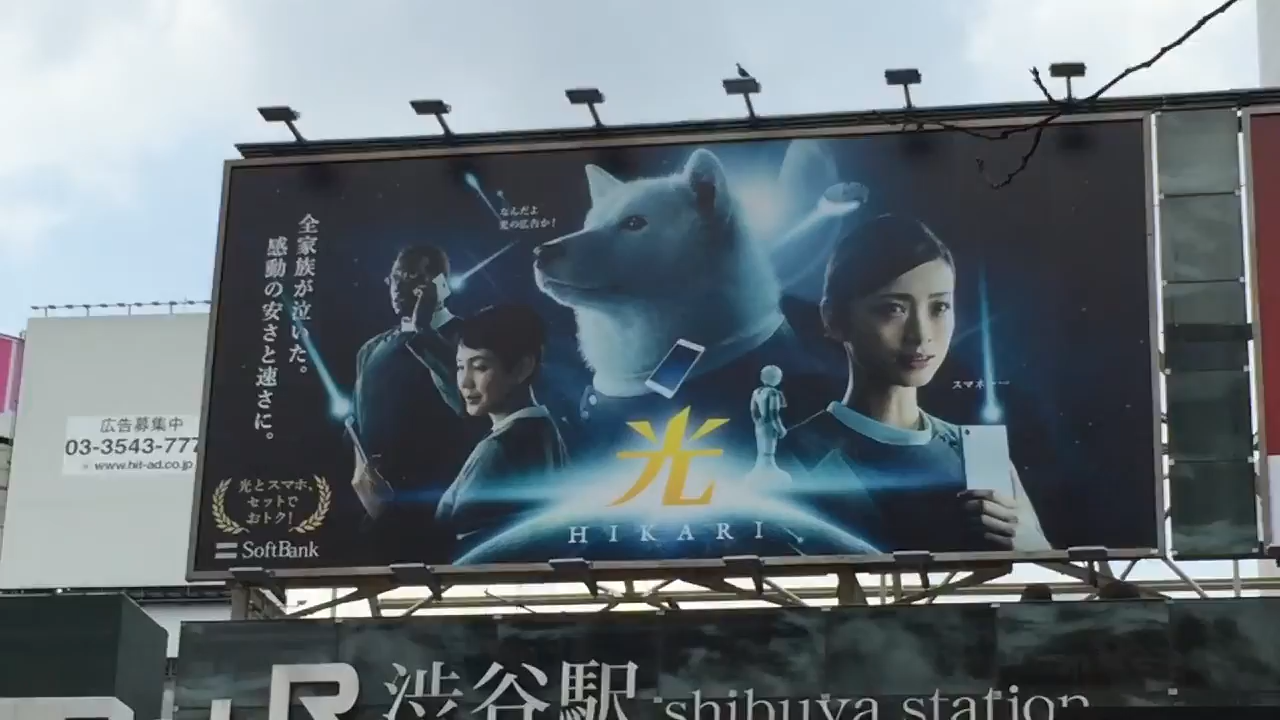 全家族が泣いた。
感動の安さと速さに。
なんだよ
光の広告か!
スマホ
光
HIKARI
光とスマホ、
セットで
おトク!
SoftBank
広告募集中
03-3543-777
www.hit-ad.co.jp
R 渋谷駅 shibuya station